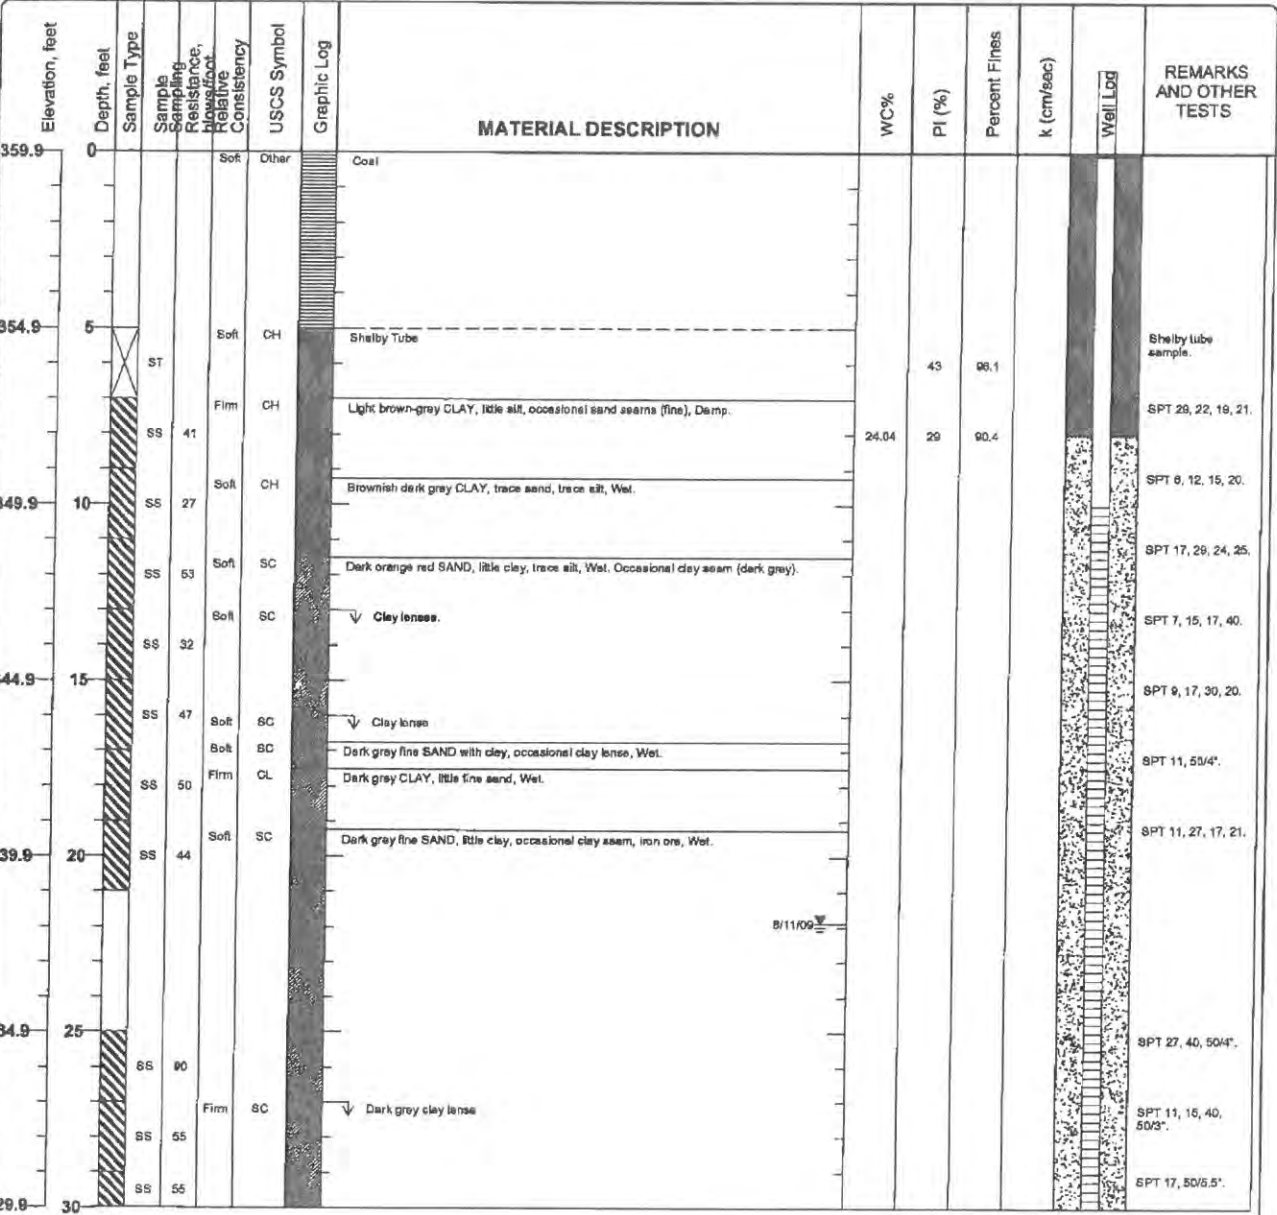 Elevation, feet
Depth, feet
Sample Type
Sample
Sampling
Resistance,
blows/foot
Relative
Consistency
USCS Symbol
Graphic Log
MATERIAL DESCRIPTION
WC%
PI (%)
Percent Fines
k (cm/sec)
Well Log
REMARKS
AND OTHER
TESTS
359.9 0 Soft Other Coal
354.9 5 Soft CH Shelby Tube Shelby tube
sample.
ST 43
Firm CH Light brown-grey CLAY, little silt, occasional sand seams (fine), Damp. SPT 29, 22, 19, 21.
SS 41 24.04 29 90.4
Soft CH Brownish dark grey CLAY, trace sand, trace silt, Wet. SPT 6, 12, 15, 20.
349.9 10 SS 27
Soft SC Dark orange red SAND, little clay, trace silt, Wet. Occasional clay seam (dark grey). SPT 17, 29, 24, 25.
SS 53
Soft SC Clay lenses. SPT 7, 15, 17, 40.
SS 32
44.9 15 SPT 9, 17, 30, 20.
SS 47 Soft SC Clay lense
Soft SC Dark grey fine SAND with clay, occasional clay lense, Wet. SPT 11, 50/4".
Firm CL Dark grey CLAY, little fine sand, Wet.
SS 50
Soft SC Dark grey fine SAND, little clay, occasional clay seam, iron ore, Wet. SPT 11, 27, 17, 21.
39.9 20 SS 44
8/11/09
34.9 25 SPT 27, 40, 50/4".
SS 90
Firm SC Dark grey clay lense SPT 11, 15, 40,
50/3".
SS 55
SS 55 SPT 17, 50/5.5".
29.9 30